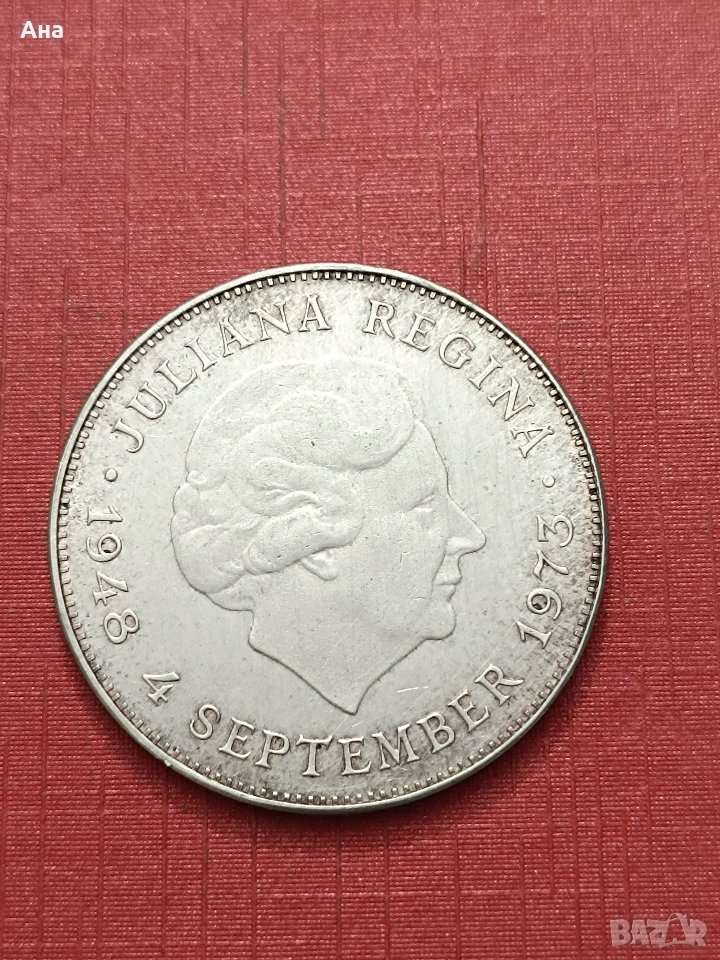 Ана
1948 · JULIANA REGINA · 1973
4 SEPTEMBER
BAZAR